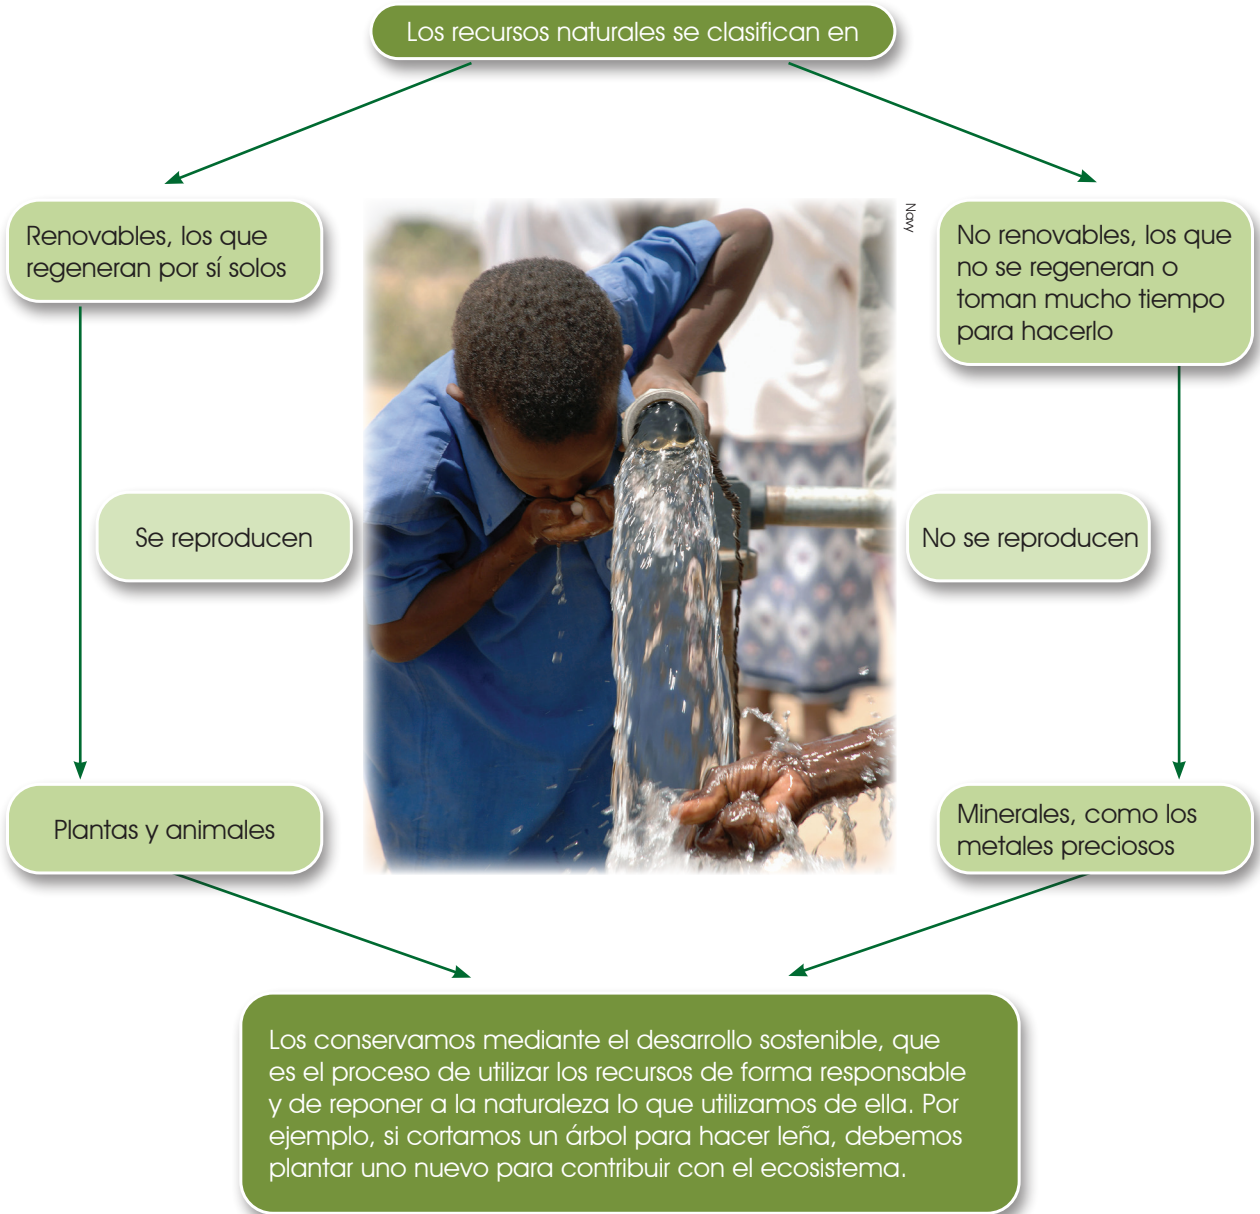 Los recursos naturales se clasifican en
Renovables, los que
regeneran por sí solos
Navy
No renovables, los que
no se regeneran o
toman mucho tiempo
para hacerlo
Se reproducen
No se reproducen
Plantas y animales
Minerales, como los
metales preciosos
Los conservamos mediante el desarrollo sostenible, que
es el proceso de utilizar los recursos de forma responsable
y de reponer a la naturaleza lo que utilizamos de ella. Por
ejemplo, si cortamos un árbol para hacer leña, debemos
plantar uno nuevo para contribuir con el ecosistema.